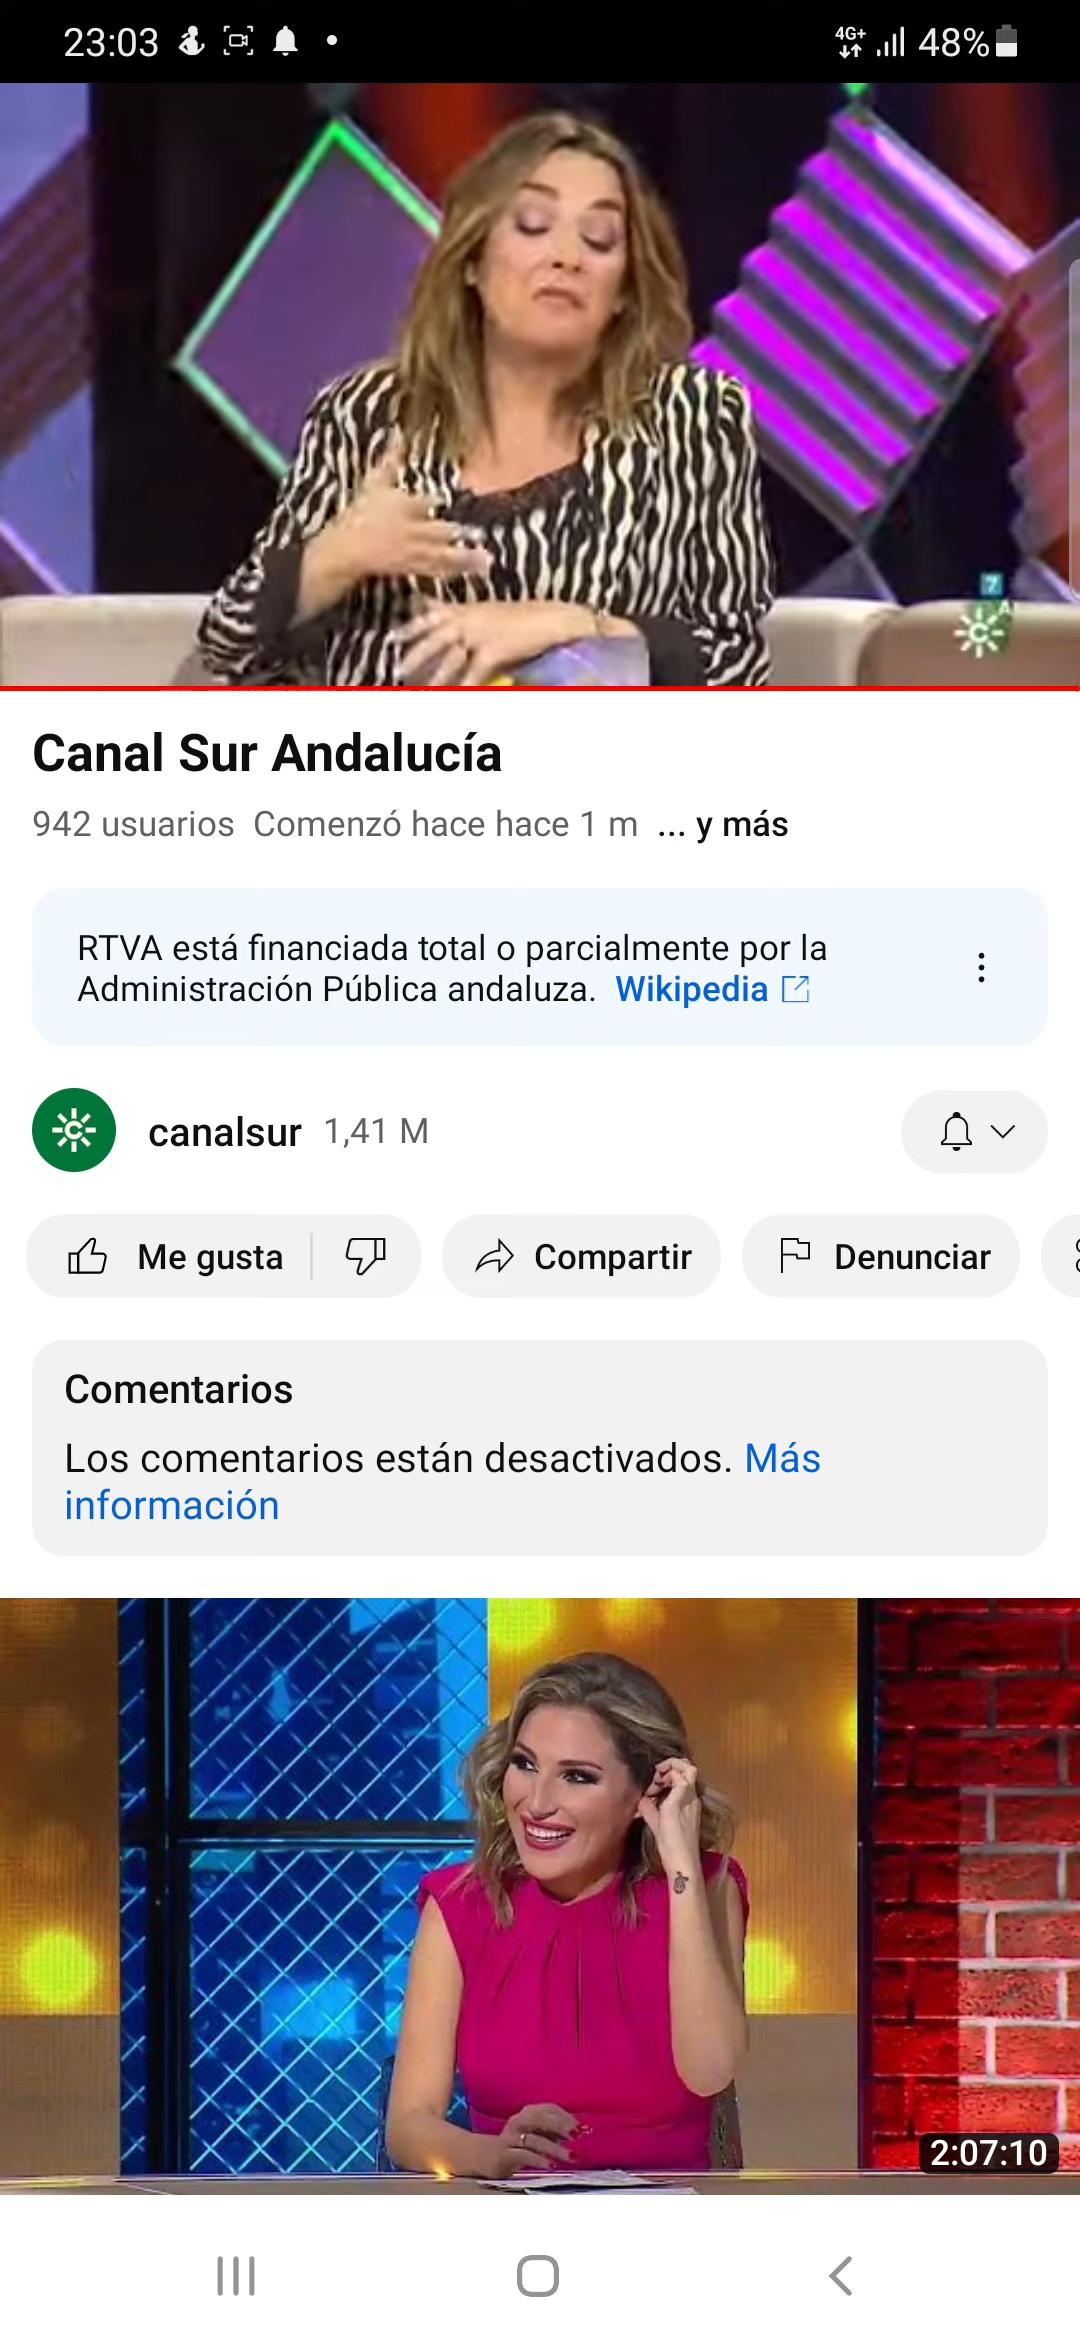 23:03
4G+
48%
7
A
C
Canal Sur Andalucía
942 usuarios Comenzó hace hace 1 m ... y más
RTVA está financiada total o parcialmente por la
Administración Pública andaluza. Wikipedia
C
canalsur 1,41 M
Me gusta
Compartir
Denunciar
Comentarios
Los comentarios están desactivados. Más
información
2:07:10